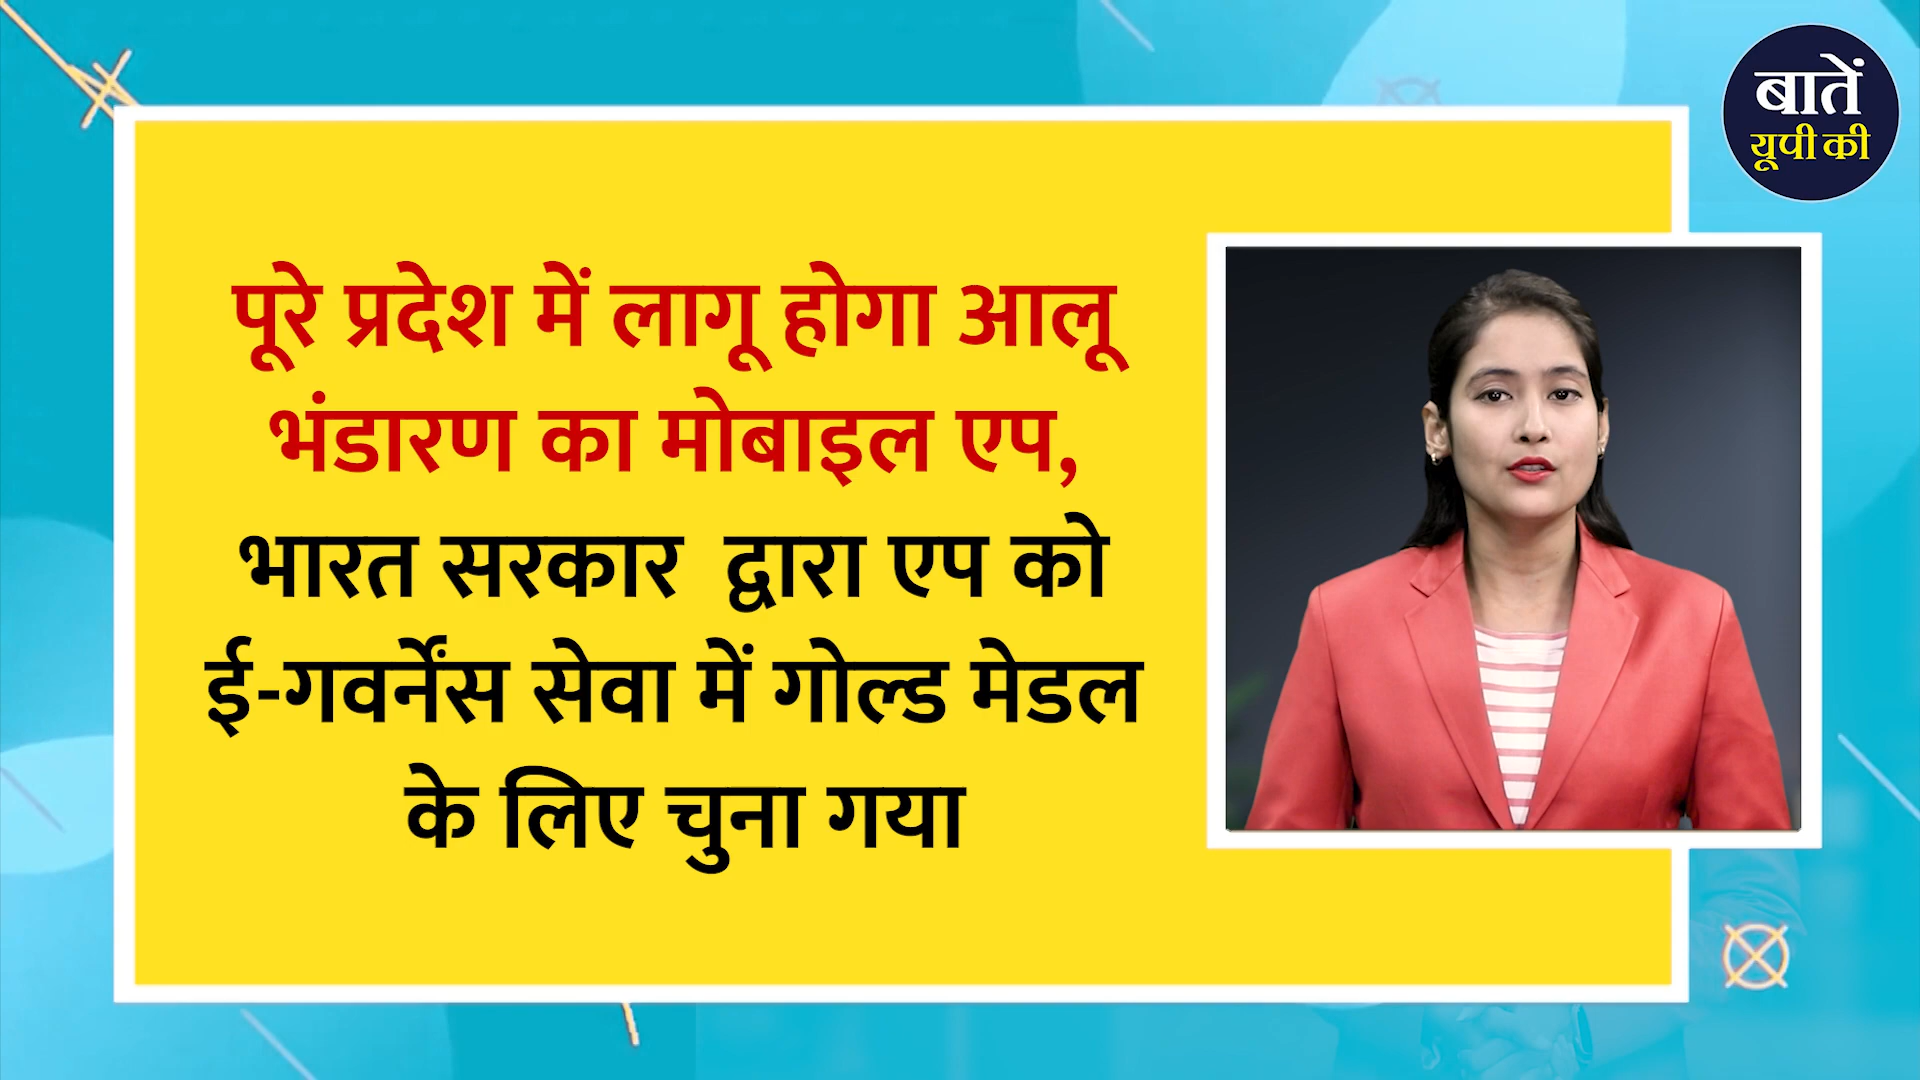 बातें
यूपी की
पूरे प्रदेश में लागू होगा आलू
भंडारण का मोबाइल एप,
भारत सरकार द्वारा एप को
ई-गवर्नेंस सेवा में गोल्ड मेडल
के लिए चुना गया